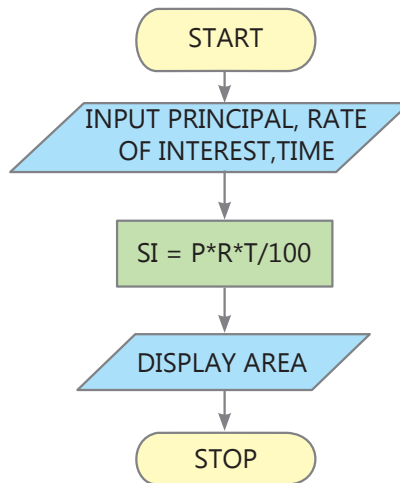 START
INPUT PRINCIPAL, RATE
OF INTEREST,TIME
SI = P*R*T/100
DISPLAY AREA
STOP